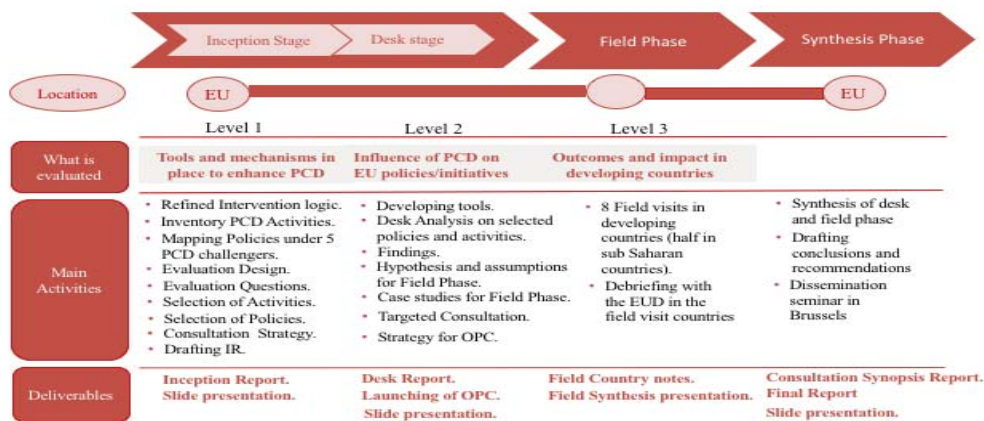 Inception Stage
Desk stage
Field Phase
Synthesis Phase
Location
EU
EU
Level 1
Level 2
Level 3
What is
evaluated
Tools and mechanisms in
place to enhance PCD
Influence of PCD on
EU policies/initiatives
Outcomes and impact in
developing countries
Main
Activities
• Refined Intervention logic.
• Inventory PCD Activities.
• Mapping Policies under 5
PCD challengers.
• Evaluation Design.
• Evaluation Questions.
• Selection of Activities.
• Selection of Policies.
• Consultation Strategy.
• Drafting IR.
• Developing tools.
• Desk Analysis on selected
policies and activities.
• Findings.
• Hypothesis and assumptions
for Field Phase.
• Case studies for Field Phase.
• Targeted Consultation.
• Strategy for OPC.
• 8 Field visits in
developing
countries (half in
sub Saharan
countries).
• Debriefing with
the EUD in the
field visit countries
• Synthesis of desk
and field phase
• Drafting
conclusions and
recommendations
• Dissemination
seminar in
Brussels
Deliverables
Inception Report.
Slide presentation.
Desk Report.
Launching of OPC.
Slide presentation.
Field Country notes.
Field Synthesis presentation.
Consultation Synopsis Report.
Final Report
Slide presentation.